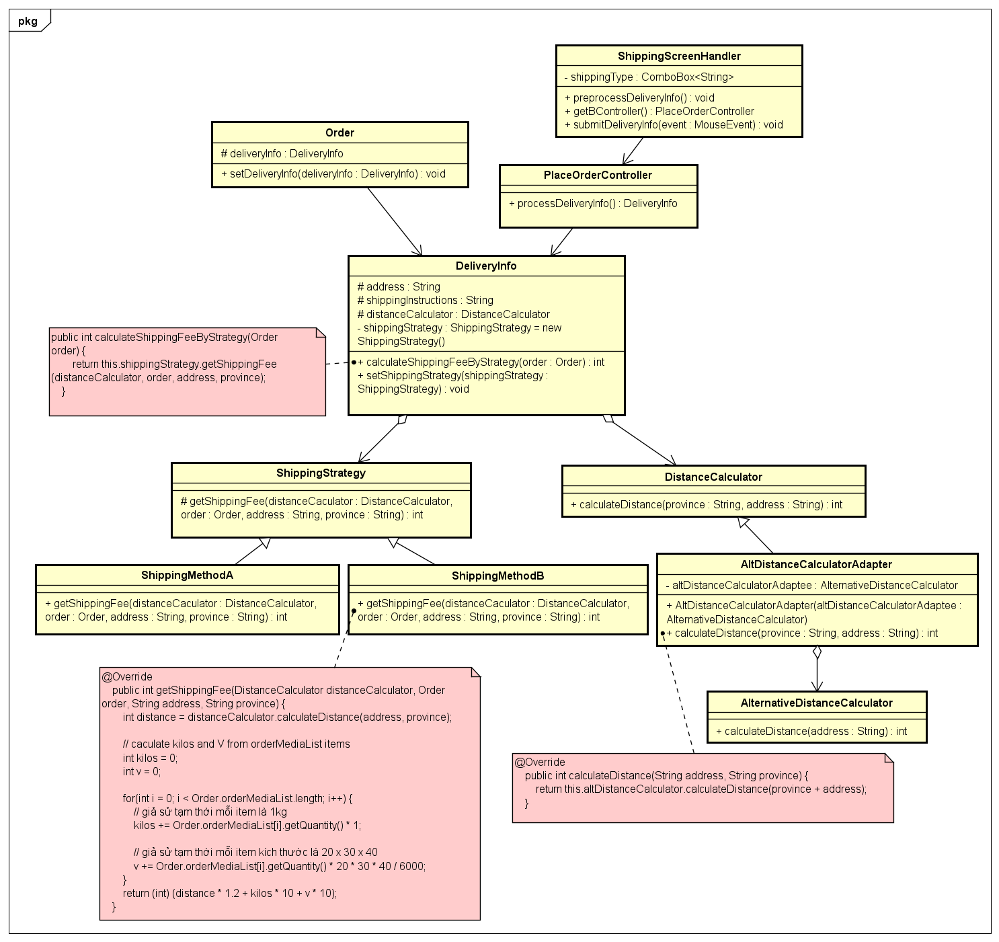 pkg
ShippingScreenHandler
- shippingType : ComboBox<String>
+ preprocessDeliveryInfo() : void
+ getBController() : PlaceOrderController
+ submitDeliveryInfo(event : MouseEvent) : void
Order
# deliveryInfo : DeliveryInfo
+ setDeliveryInfo(deliveryInfo : DeliveryInfo) : void
PlaceOrderController
+ processDeliveryInfo() : DeliveryInfo
DeliveryInfo
# address : String
# shippingInstructions : String
# distanceCalculator : DistanceCalculator
- shippingStrategy : ShippingStrategy = new
ShippingStrategy()
+ calculateShippingFeeByStrategy(order : Order) : int
+ setShippingStrategy(shippingStrategy :
ShippingStrategy) : void
public int calculateShippingFeeByStrategy(Order
order) {
return this.shippingStrategy.getShippingFee
(distanceCalculator, order, address, province);
}
ShippingStrategy
# getShippingFee(distanceCaculator : DistanceCalculator,
order : Order, address : String, province : String) : int
DistanceCalculator
+ calculateDistance(province : String, address : String) : int
ShippingMethodA
+ getShippingFee(distanceCaculator : DistanceCalculator,
order : Order, address : String, province : String) : int
ShippingMethodB
+ getShippingFee(distanceCaculator : DistanceCalculator,
order : Order, address : String, province : String) : int
AltDistanceCalculatorAdapter
- altDistanceCalculatorAdaptee : AlternativeDistanceCalculator
+ AltDistanceCalculatorAdapter(altDistanceCalculatorAdaptee :
AlternativeDistanceCalculator)
+ calculateDistance(province : String, address : String) : int
AlternativeDistanceCalculator
+ calculateDistance(address : String) : int
@Override
public int getShippingFee(DistanceCalculator distanceCalculator, Order
order, String address, String province) {
int distance = distanceCalculator.calculateDistance(address, province);
// caculate kilos and V from orderMediaList items
int kilos = 0;
int v = 0;
for(int i = 0; i < Order.orderMediaList.length; i++) {
// giả sử tạm thời mỗi item là 1kg
kilos += Order.orderMediaList[i].getQuantity() * 1;
// giả sử tạm thời mỗi item kích thước là 20 x 30 x 40
v += Order.orderMediaList[i].getQuantity() * 20 * 30 * 40 / 6000;
}
return (int) (distance * 1.2 + kilos * 10 + v * 10);
}
@Override
public int calculateDistance(String address, String province) {
return this.altDistanceCalculator.calculateDistance(province + address);
}